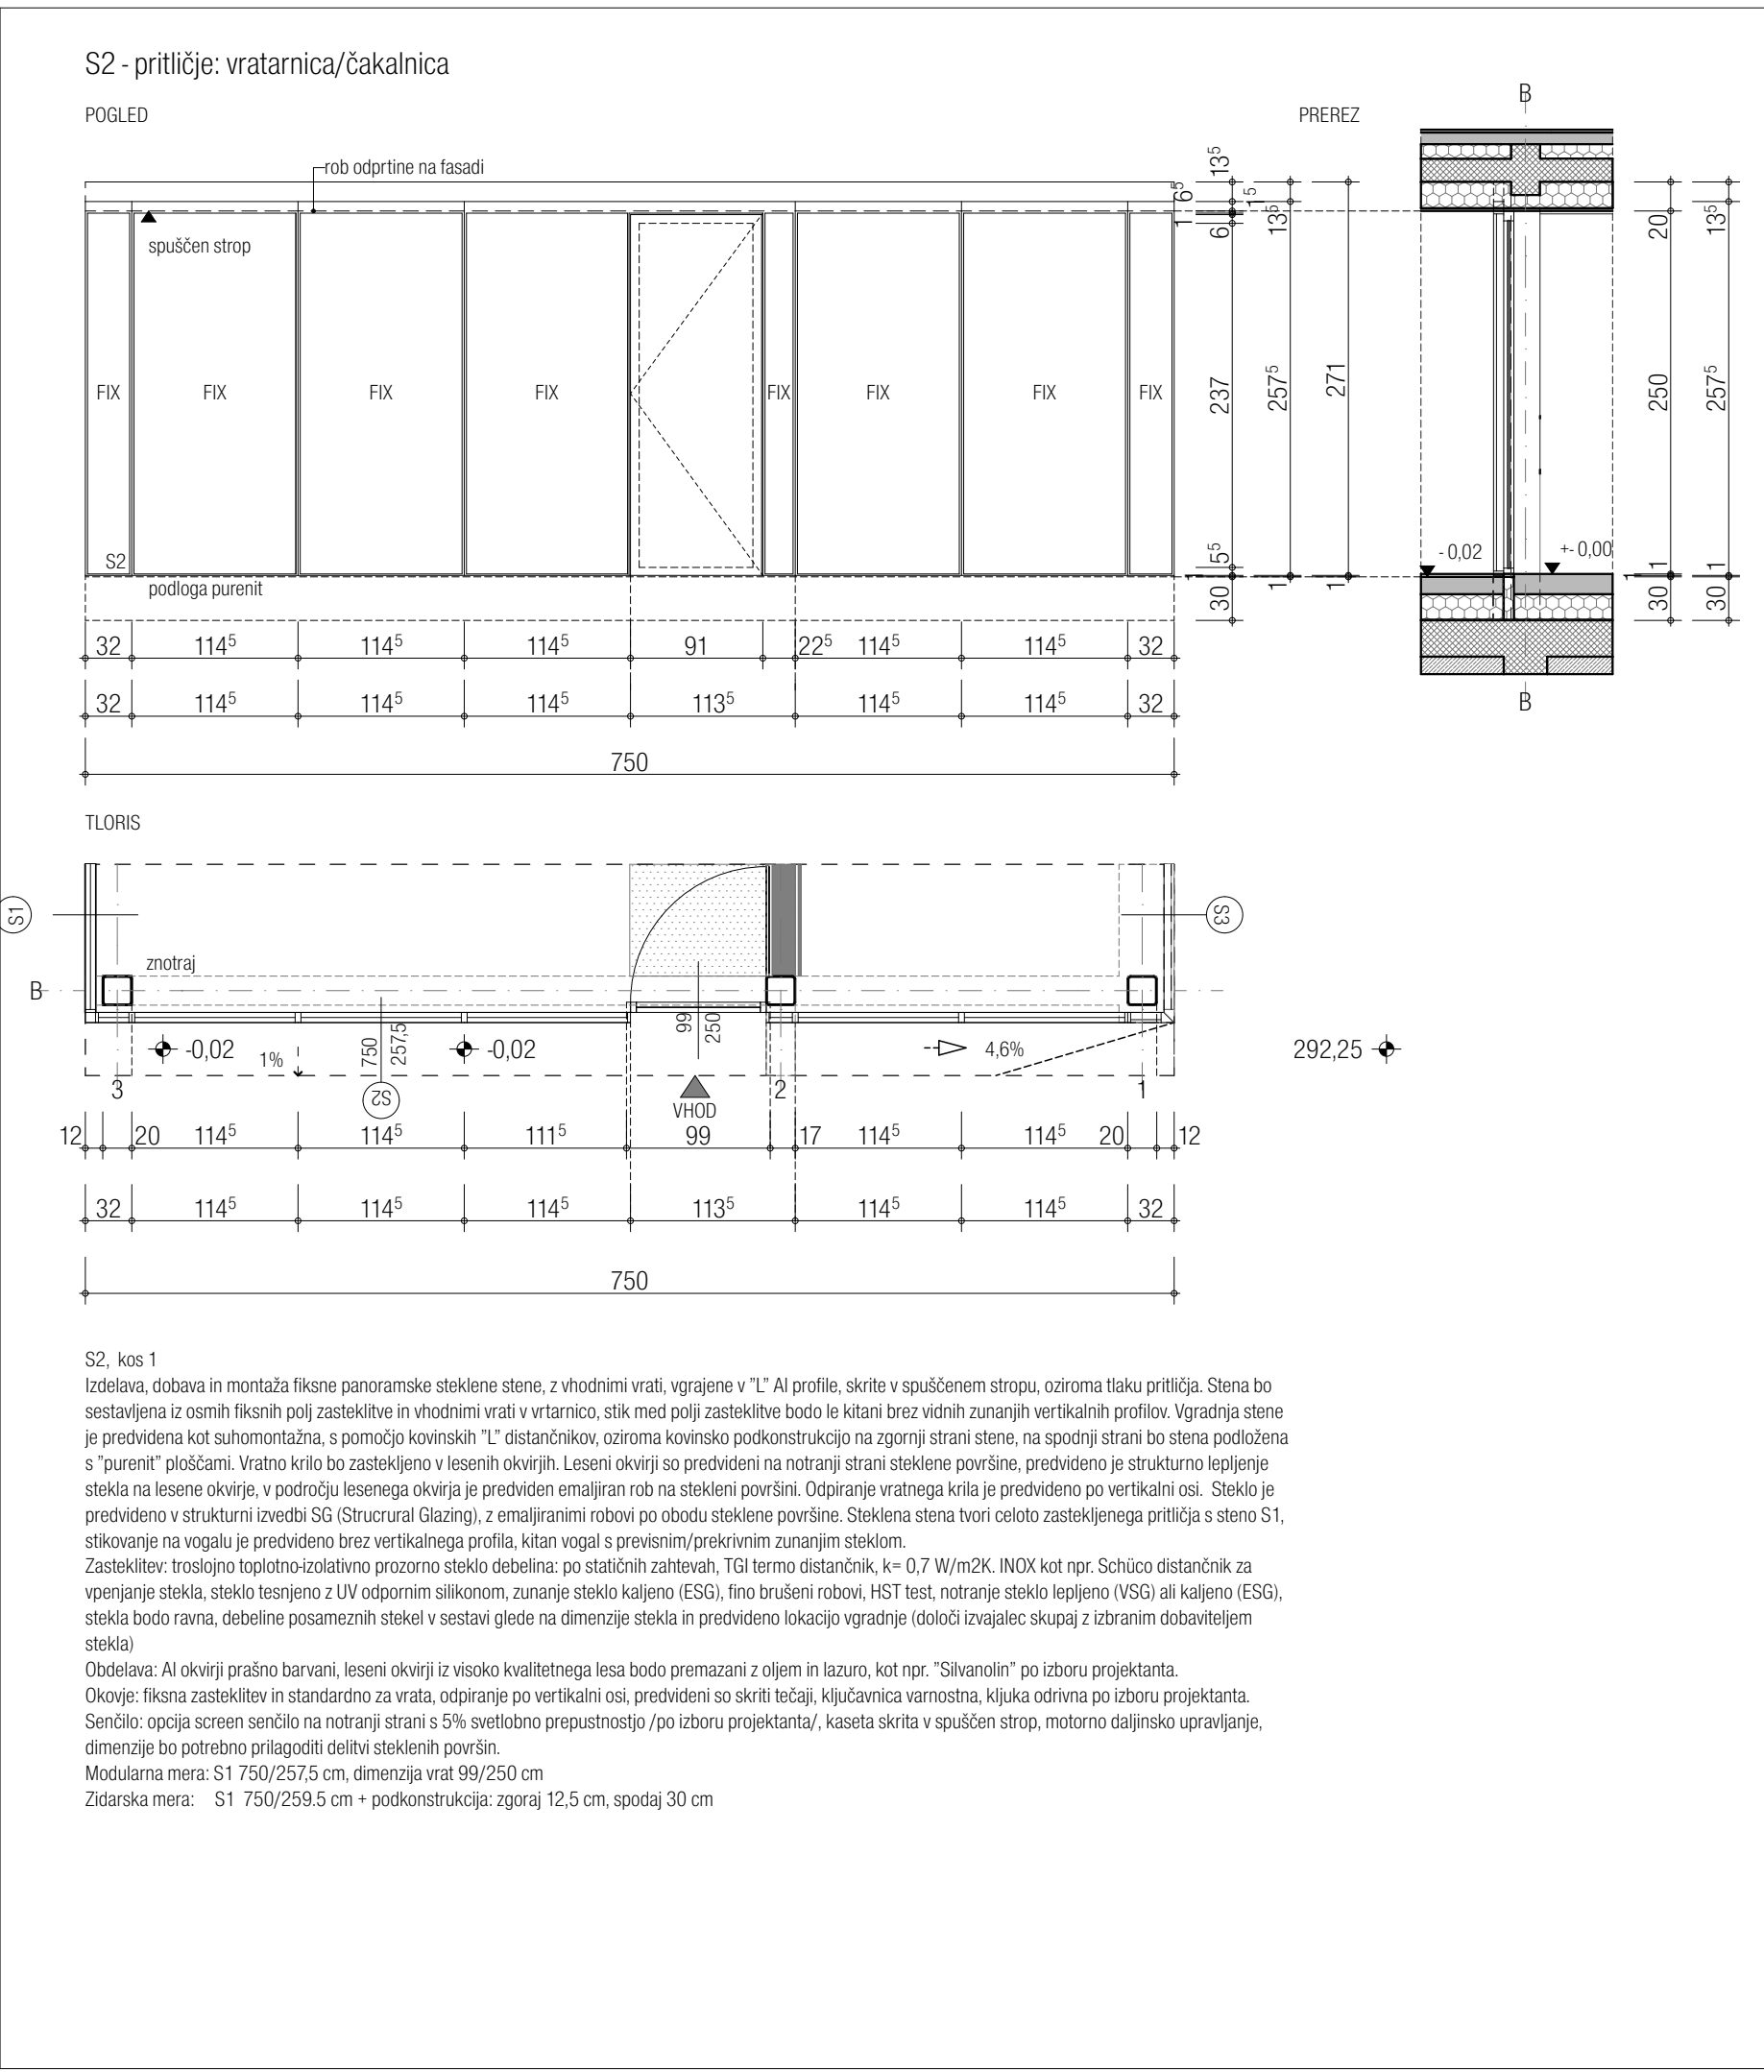 S2 - pritličje: vratarnica/čakalnica
POGLED
PREREZ
B
rob odprtine na fasadi
spuščen strop
FIX FIX FIX FIX FIX FIX FIX FIX
S2
podloga purenit
13⁵
6⁵
1
6
237
5⁵
1
30
1⁵
13⁵
257⁵
1
271
1
- 0,02
+- 0,00
20
250
1
1
30
13⁵
257⁵
1
30
B
32 114⁵ 114⁵ 114⁵ 91 22⁵ 114⁵ 114⁵ 32
32 114⁵ 114⁵ 114⁵ 113⁵ 114⁵ 114⁵ 32
750
TLORIS
S1
S3
znotraj
B
-0,02
1%
750
257,5
-0,02
99
250
4,6%
292,25
3
S2
VHOD
2
1
12 20 114⁵ 114⁵ 111⁵ 99 17 114⁵ 114⁵ 20 12
32 114⁵ 114⁵ 114⁵ 113⁵ 114⁵ 114⁵ 32
750
S2, kos 1
Izdelava, dobava in montaža fiksne panoramske steklene stene, z vhodnimi vrati, vgrajene v "L" Al profile, skrite v spuščenem stropu, oziroma tlaku pritličja. Stena bo
sestavljena iz osmih fiksnih polj zasteklitve in vhodnimi vrati v vrtarnico, stik med polji zasteklitve bodo le kitani brez vidnih zunanjih vertikalnih profilov. Vgradnja stene
je predvidena kot suhomontažna, s pomočjo kovinskih "L" distančnikov, oziroma kovinsko podkonstrukcijo na zgornji strani stene, na spodnji strani bo stena podložena
s "purenit" ploščami. Vratno krilo bo zastekljeno v lesenih okvirjih. Leseni okvirji so predvideni na notranji strani steklene površine, predvideno je strukturno lepljenje
stekla na lesene okvirje, v področju lesenega okvirja je predviden emaljiran rob na stekleni površini. Odpiranje vratnega krila je predvideno po vertikalni osi. Steklo je
predvideno v strukturni izvedbi SG (Strucrural Glazing), z emaljiranimi robovi po obodu steklene površine. Steklena stena tvori celoto zastekljenega pritličja s steno S1,
stikovanje na vogalu je predvideno brez vertikalnega profila, kitan vogal s previsnim/prekrivnim zunanjim steklom.
Zasteklitev: troslojno toplotno-izolativno prozorno steklo debelina: po statičnih zahtevah, TGI termo distančnik, k= 0,7 W/m2K. INOX kot npr. Schüco distančnik za
vpenjanje stekla, steklo tesnjeno z UV odpornim silikonom, zunanje steklo kaljeno (ESG), fino brušeni robovi, HST test, notranje steklo lepljeno (VSG) ali kaljeno (ESG),
stekla bodo ravna, debeline posameznih stekel v sestavi glede na dimenzije stekla in predvideno lokacijo vgradnje (določi izvajalec skupaj z izbranim dobaviteljem
stekla)
Obdelava: Al okvirji prašno barvani, leseni okvirji iz visoko kvalitetnega lesa bodo premazani z oljem in lazuro, kot npr. "Silvanolin" po izboru projektanta.
Okovje: fiksna zasteklitev in standardno za vrata, odpiranje po vertikalni osi, predvideni so skriti tečaji, ključavnica varnostna, kljuka odrivna po izboru projektanta.
Senčilo: opcija screen senčilo na notranji strani s 5% svetlobno prepustnostjo /po izboru projektanta/, kaseta skrita v spuščen strop, motorno daljinsko upravljanje,
dimenzije bo potrebno prilagoditi delitvi steklenih površin.
Modularna mera: S1 750/257,5 cm, dimenzija vrat 99/250 cm
Zidarska mera: S1 750/259.5 cm + podkonstrukcija: zgoraj 12,5 cm, spodaj 30 cm